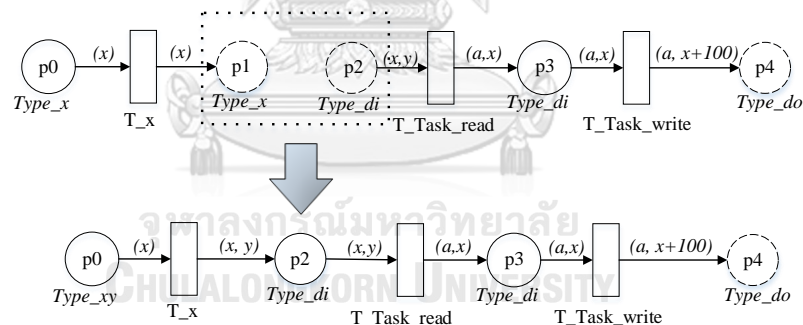 (x) (x) (x,y) (a,x) (a,x) (a, x+100)
p0 p1 p2 p3 p4
Type_x Type_x Type_di Type_di Type_do
T_x T_Task_read T_Task_write
จุฬาลงกรณ์มหาวิทยาลัย
(x) (x, y) (x,y) (a,x) (a,x) (a, x+100)
p0 p2 p3 p4
CHULALONGKORN UNIVERSITY
Type_xy Type_di Type_di Type_do
T_x T_Task_read T_Task_write